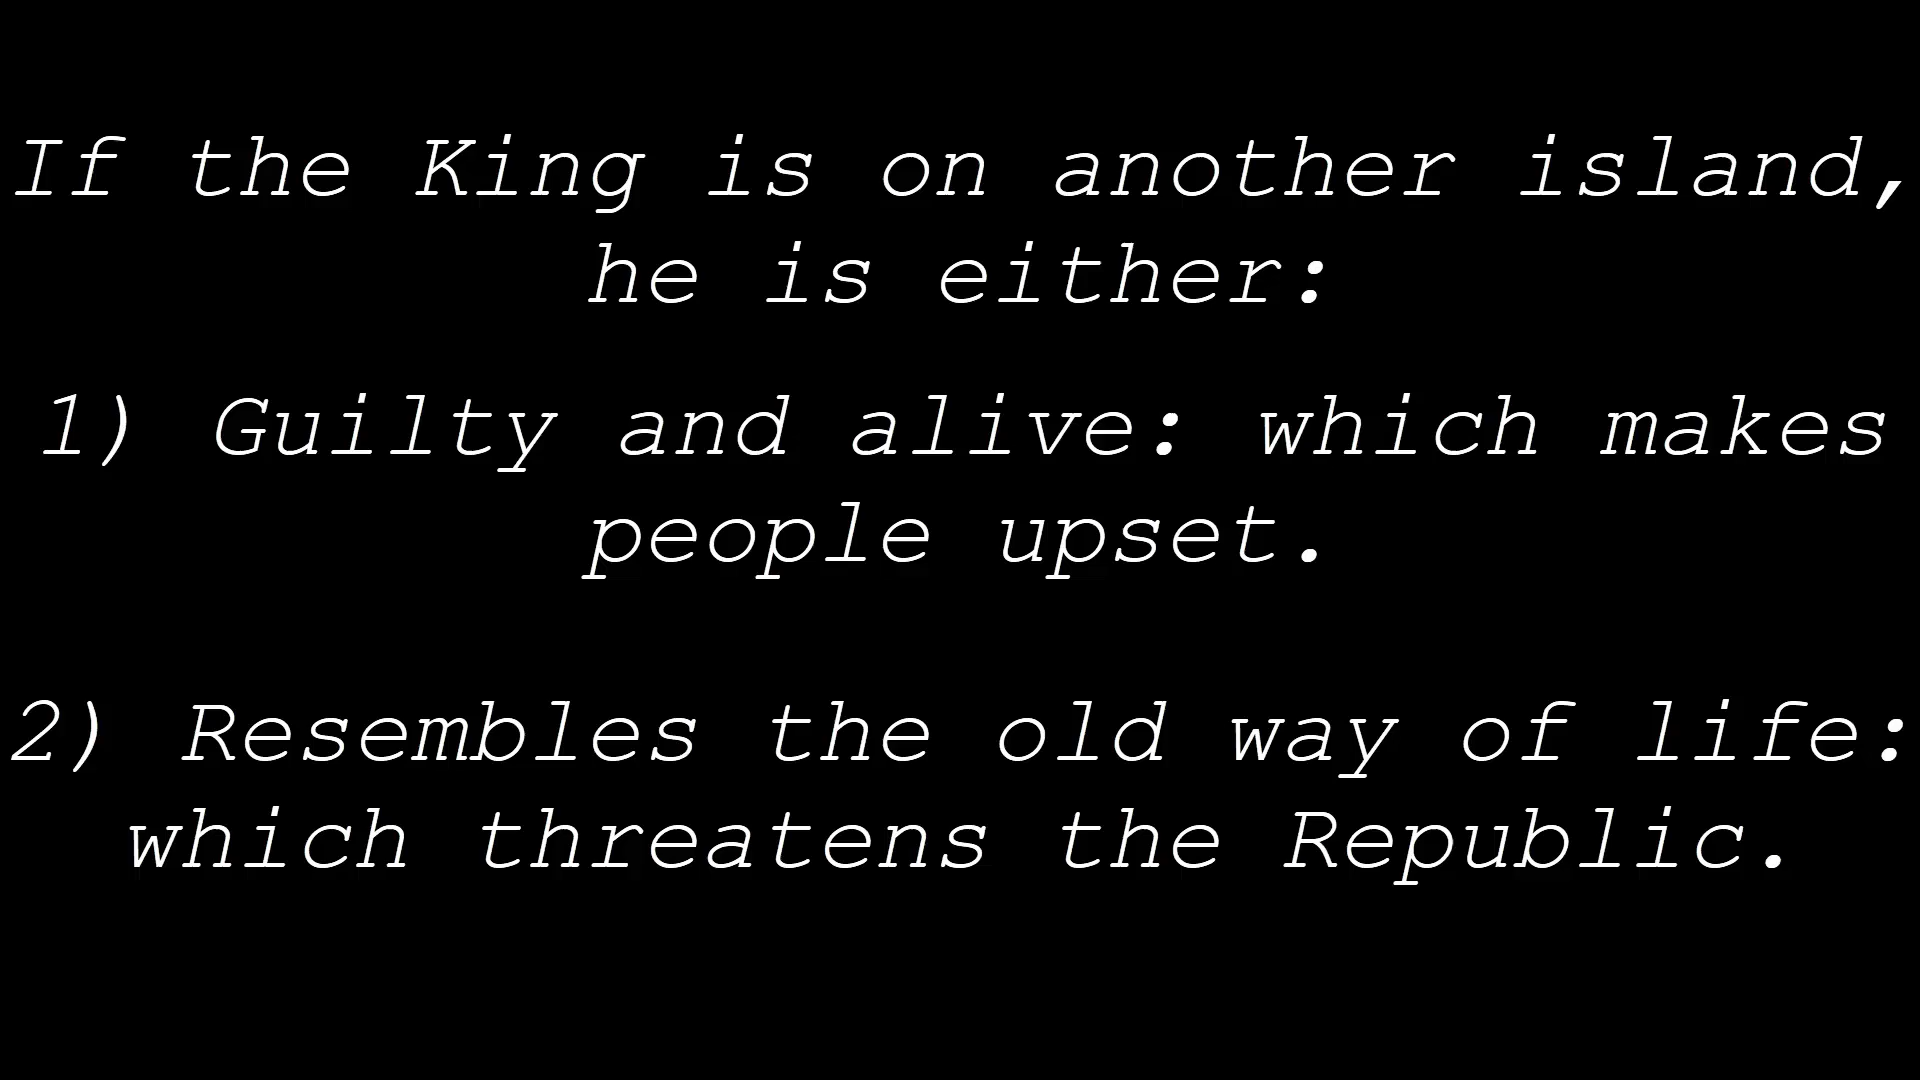 If the King is on another island,
he is either:
1) Guilty and alive: which makes
people upset.
2) Resembles the old way of life:
which threatens the Republic.